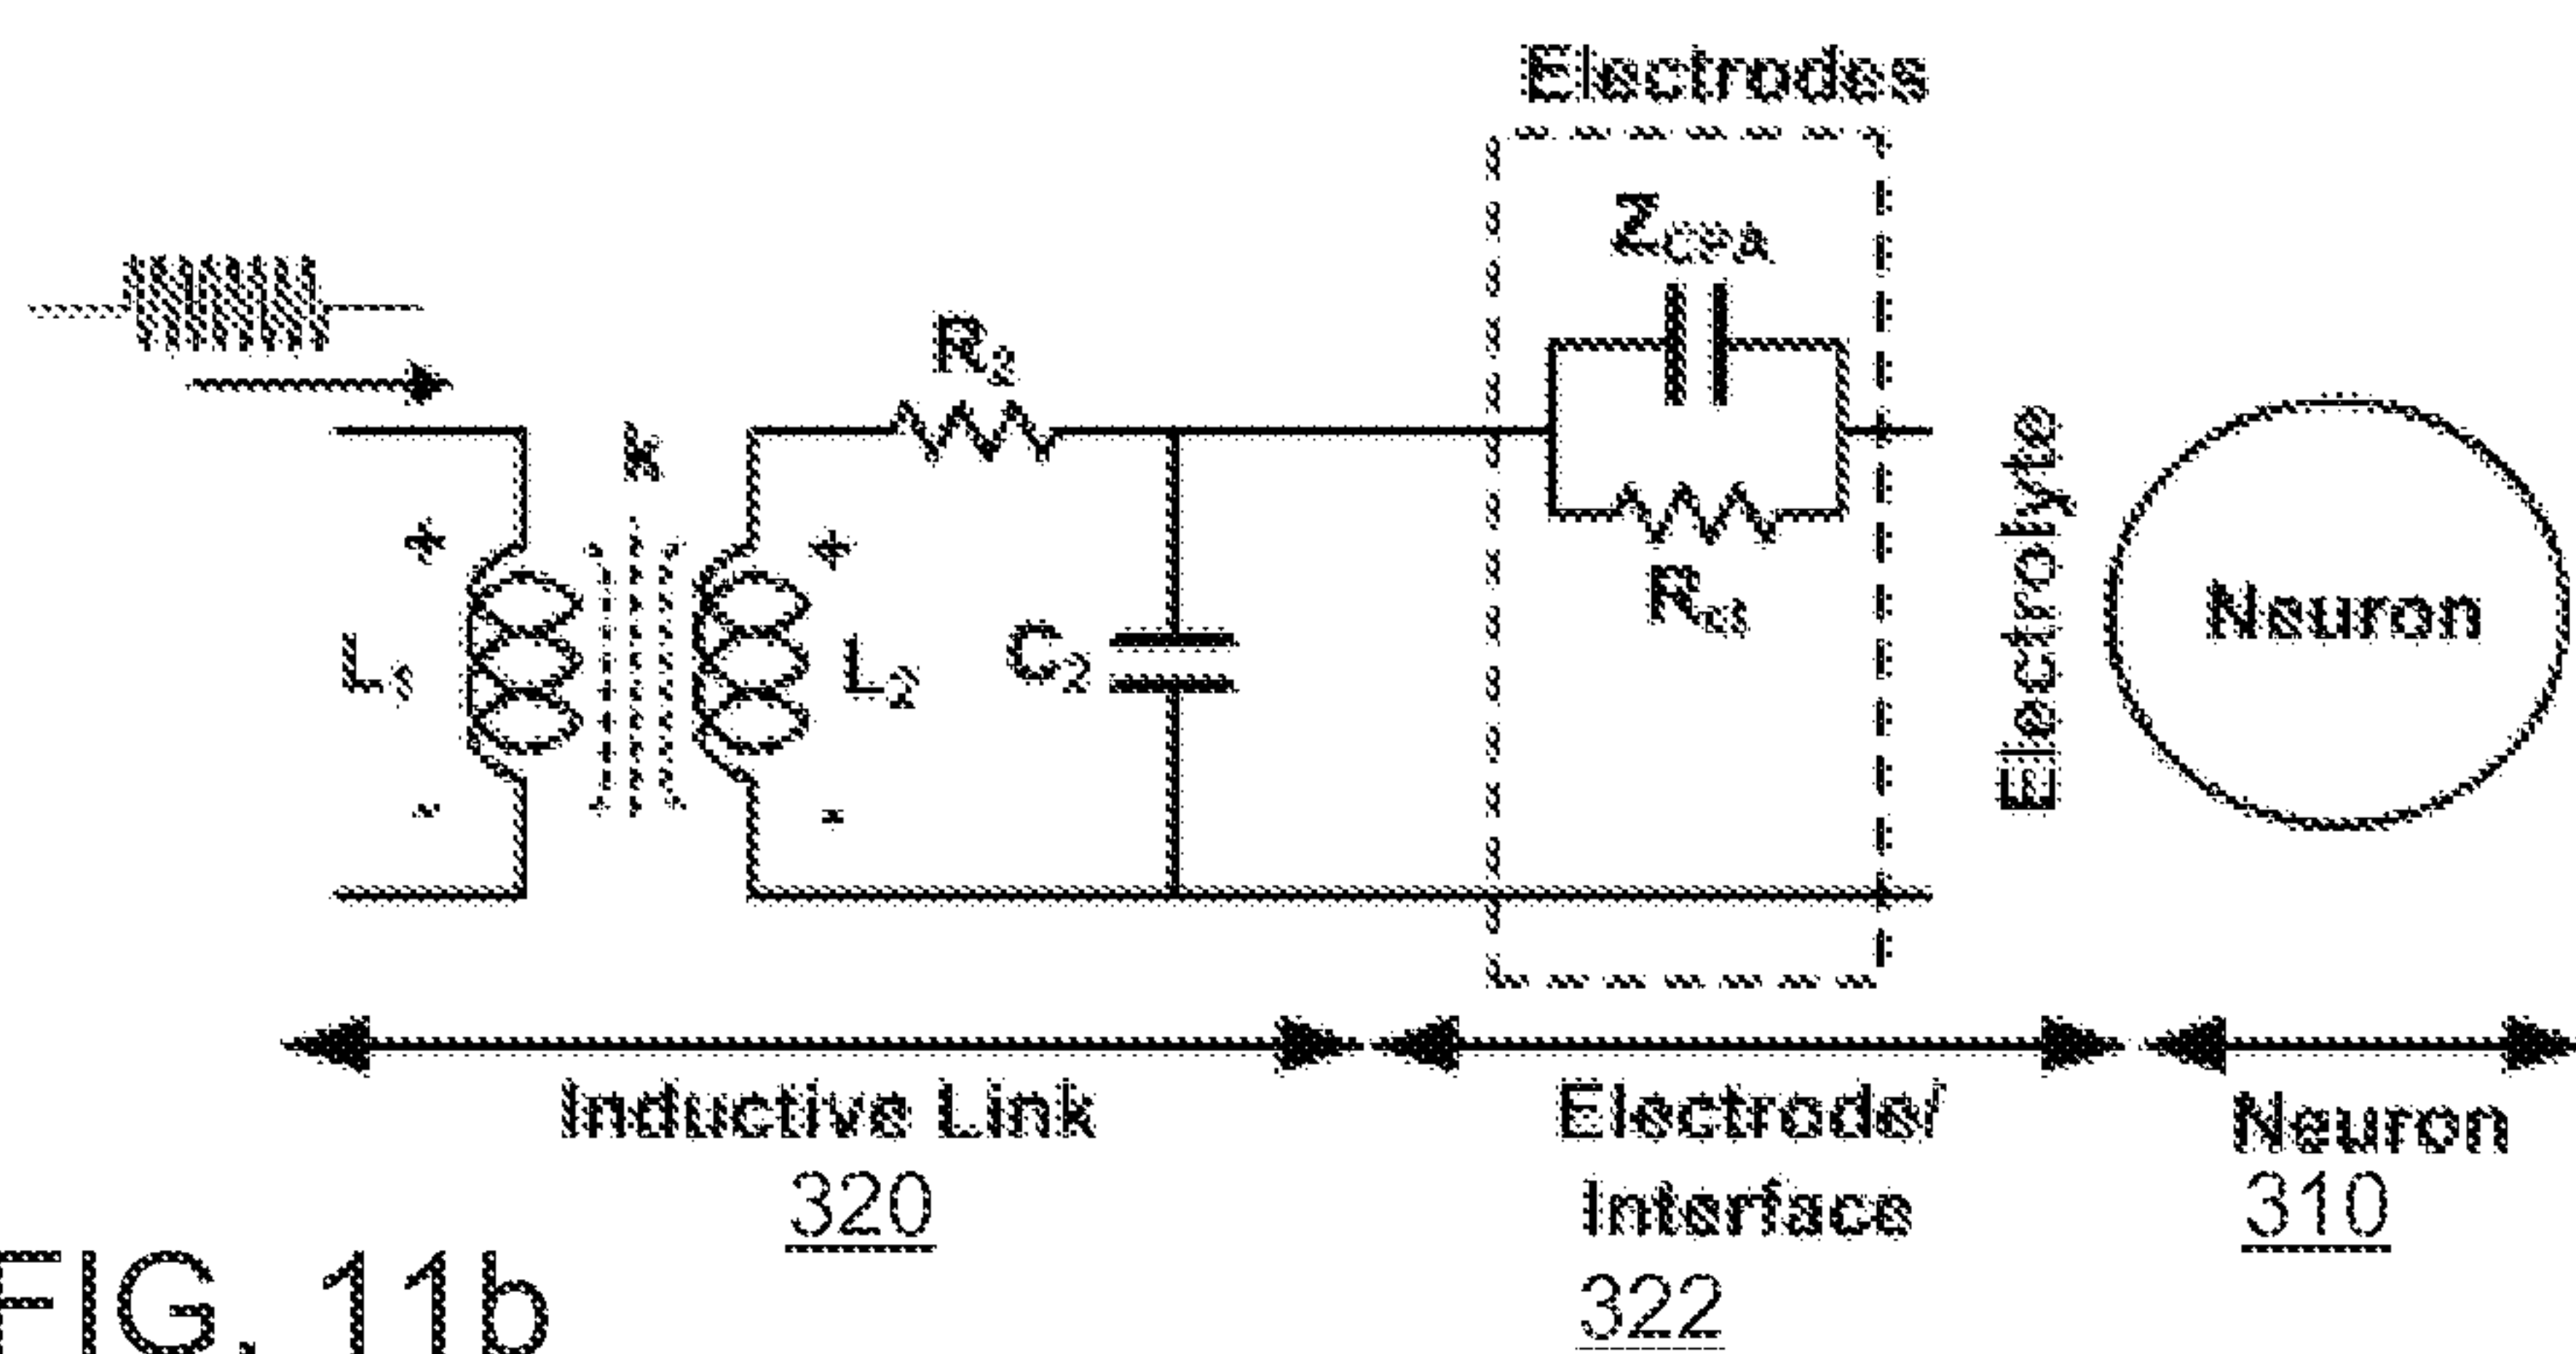 Electrodes
Z_CPA
R_2
K
+
+
L_1
L_2
C_2
R_ct
Electrolyte
Neuron
-
-
Inductive Link
320
Electrode/
Interface
322
Neuron
310
FIG. 11b